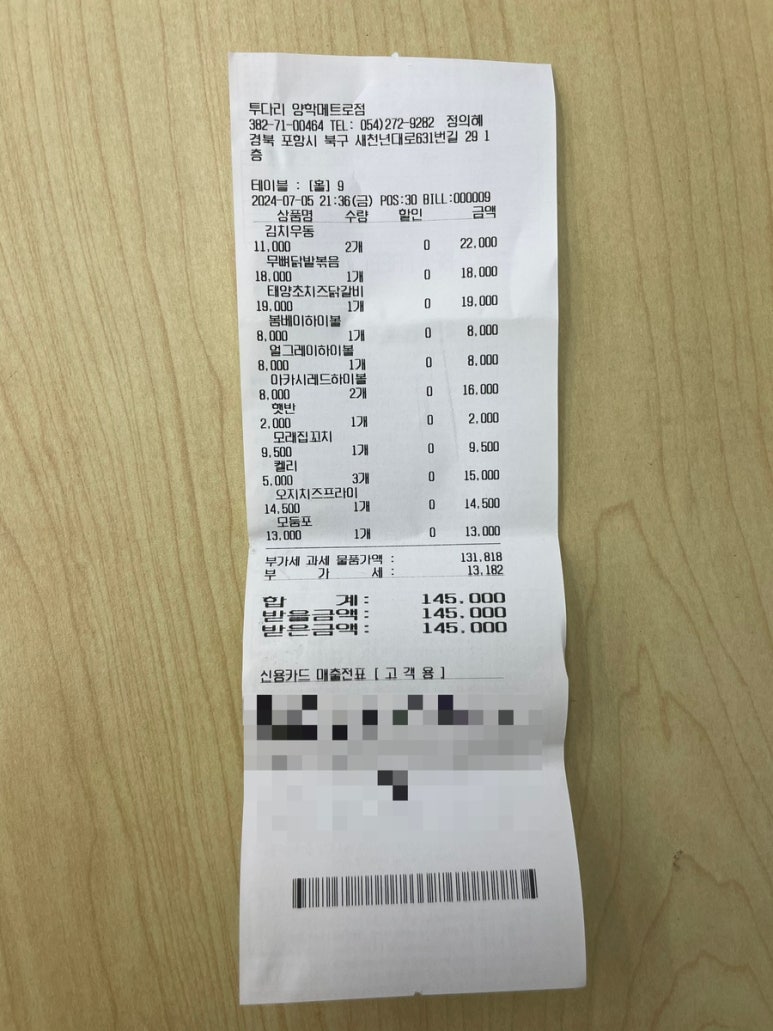 투다리 양학메트로점
382-71-00464 TEL: 054)272-9282 정의혜
경북 포항시 북구 새천년대로631번길 29 1
층
테이블 : [홀] 9
2024-07-05 21:36(금) POS:30 BILL:000009
상품명 수량 할인 금액
김치우동
11,000 2개 0 22,000
무뼈닭발볶음
18,000 1개 0 18,000
태양초치즈닭갈비
19,000 1개 0 19,000
봄베이하이볼
8,000 1개 0 8,000
얼그레이하이볼
8,000 1개 0 8,000
아카시레드하이볼
8,000 2개 0 16,000
햇반
2,000 1개 0 2,000
모래집꼬치
9,500 1개 0 9,500
켈리
5,000 3개 0 15,000
오지치즈프라이
14,500 1개 0 14,500
모둠포
13,000 1개 0 13,000
부가세 과세 물품가액 : 131,818
부 가 세 : 13,182
합 계 : 145,000
받을금액 : 145,000
받은금액 : 145,000
신용카드 매출전표 [ 고 객 용 ]